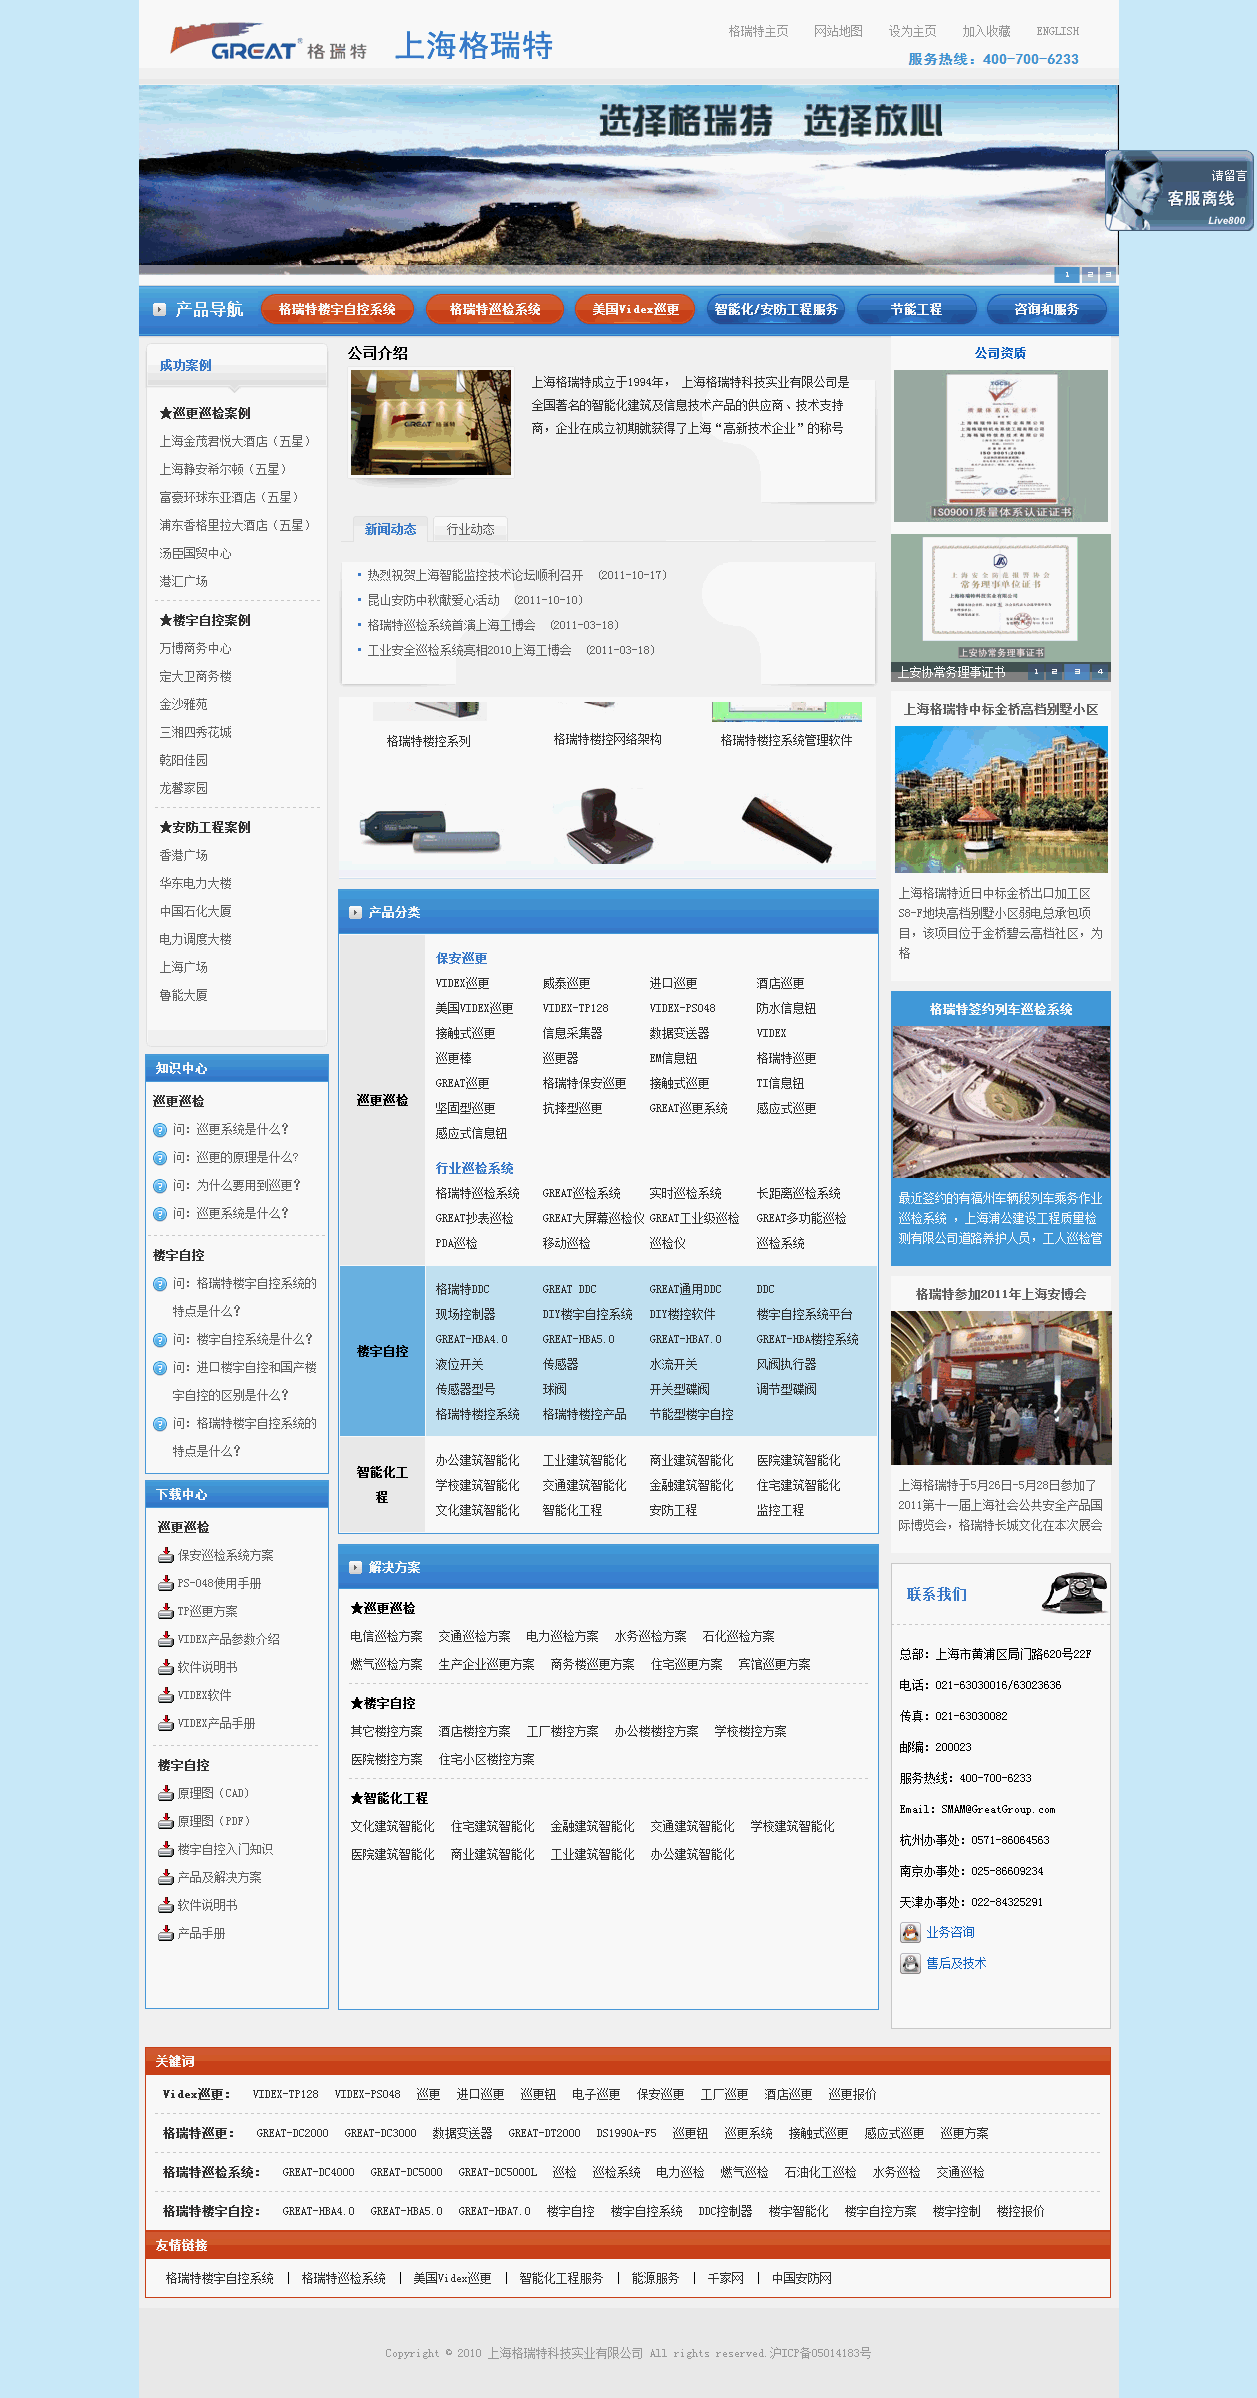 GREAT 格瑞特
上海格瑞特
格瑞特主页 网站地图 设为主页 加入收藏 ENGLISH
服务热线：400-700-6233
选择格瑞特 选择放心
请留言
客服离线
Live800
1 2 3
产品导航 格瑞特楼宇自控系统 格瑞特巡检系统 美国Videx巡更 智能化/安防工程服务 节能工程 咨询和服务
成功案例
★巡更巡检案例
上海金茂君悦大酒店（五星）
上海静安希尔顿（五星）
富豪环球东亚酒店（五星）
浦东香格里拉大酒店（五星）
汤臣国贸中心
港汇广场
★楼宇自控案例
万博商务中心
定大卫商务楼
金沙雅苑
三湘四秀花城
乾阳佳园
龙馨家园
★安防工程案例
香港广场
华东电力大楼
中国石化大厦
电力调度大楼
上海广场
鲁能大厦
知识中心
巡更巡检
问：巡更系统是什么？
问：巡更的原理是什么?
问：为什么要用到巡更？
问：巡更系统是什么？
楼宇自控
问：格瑞特楼宇自控系统的
特点是什么？
问：楼宇自控系统是什么？
问：进口楼宇自控和国产楼
宇自控的区别是什么？
问：格瑞特楼宇自控系统的
特点是什么？
下载中心
巡更巡检
保安巡检系统方案
PS-048使用手册
TP巡更方案
VIDEX产品参数介绍
软件说明书
VIDEX软件
VIDEX产品手册
楼宇自控
原理图（CAD）
原理图（PDF）
楼宇自控入门知识
产品及解决方案
软件说明书
产品手册
公司介绍
GREAT 格瑞特
上海格瑞特成立于1994年， 上海格瑞特科技实业有限公司是
全国著名的智能化建筑及信息技术产品的供应商、技术支持
商，企业在成立初期就获得了上海“高新技术企业”的称号
新闻动态 行业动态
热烈祝贺上海智能监控技术论坛顺利召开 （2011-10-17）
昆山安防中秋献爱心活动 （2011-10-10）
格瑞特巡检系统首演上海工博会 （2011-03-18）
工业安全巡检系统亮相2010上海工博会 （2011-03-18）
格瑞特楼控系列 格瑞特楼控网络架构 格瑞特楼控系统管理软件
产品分类
巡更巡检
保安巡更
VIDEX巡更 威泰巡更 进口巡更 酒店巡更
美国VIDEX巡更 VIDEX-TP128 VIDEX-PS048 防水信息钮
接触式巡更 信息采集器 数据变送器 VIDEX
巡更棒 巡更器 EM信息钮 格瑞特巡更
GREAT巡更 格瑞特保安巡更 接触式巡更 TI信息钮
坚固型巡更 抗摔型巡更 GREAT巡更系统 感应式巡更
感应式信息钮
行业巡检系统
格瑞特巡检系统 GREAT巡检系统 实时巡检系统 长距离巡检系统
GREAT抄表巡检 GREAT大屏幕巡检仪 GREAT工业级巡检 GREAT多功能巡检
PDA巡检 移动巡检 巡检仪 巡检系统
楼宇自控
格瑞特DDC GREAT DDC GREAT通用DDC DDC
现场控制器 DIY楼宇自控系统 DIY楼控软件 楼宇自控系统平台
GREAT-HBA4.0 GREAT-HBA5.0 GREAT-HBA7.0 GREAT-HBA楼控系统
液位开关 传感器 水流开关 风阀执行器
传感器型号 球阀 开关型碟阀 调节型碟阀
格瑞特楼控系统 格瑞特楼控产品 节能型楼宇自控
智能化工
程
办公建筑智能化 工业建筑智能化 商业建筑智能化 医院建筑智能化
学校建筑智能化 交通建筑智能化 金融建筑智能化 住宅建筑智能化
文化建筑智能化 智能化工程 安防工程 监控工程
解决方案
★巡更巡检
电信巡检方案 交通巡检方案 电力巡检方案 水务巡检方案 石化巡检方案
燃气巡检方案 生产企业巡更方案 商务楼巡更方案 住宅巡更方案 宾馆巡更方案
★楼宇自控
其它楼控方案 酒店楼控方案 工厂楼控方案 办公楼楼控方案 学校楼控方案
医院楼控方案 住宅小区楼控方案
★智能化工程
文化建筑智能化 住宅建筑智能化 金融建筑智能化 交通建筑智能化 学校建筑智能化
医院建筑智能化 商业建筑智能化 工业建筑智能化 办公建筑智能化
公司资质
质量体系认证证书
ISO9001质量体系认证证书
常务理事单位证书
上安协常务理事证书
上安协常务理事证书 1 2 3 4
上海格瑞特中标金桥高档别墅小区
上海格瑞特近日中标金桥出口加工区
S8-F地块高档别墅小区弱电总承包项
目，该项目位于金桥碧云高档社区，为
格
格瑞特签约列车巡检系统
最近签约的有福州车辆段列车乘务作业
巡检系统 ，上海浦公建设工程质量检
测有限公司道路养护人员，工人巡检管
格瑞特参加2011年上海安博会
上海格瑞特于5月26日-5月28日参加了
2011第十一届上海社会公共安全产品国
际博览会，格瑞特长城文化在本次展会
联系我们
总部：上海市黄浦区局门路620号22F
电话：021-63030016/63023636
传真：021-63030082
邮编：200023
服务热线：400-700-6233
Email：SMAM@GreatGroup.com
杭州办事处：0571-86064563
南京办事处：025-86609234
天津办事处：022-84325291
业务咨询
售后及技术
关键词
Videx巡更： VIDEX-TP128 VIDEX-PS048 巡更 进口巡更 巡更钮 电子巡更 保安巡更 工厂巡更 酒店巡更 巡更报价
格瑞特巡更： GREAT-DC2000 GREAT-DC3000 数据变送器 GREAT-DT2000 DS1990A-F5 巡更钮 巡更系统 接触式巡更 感应式巡更 巡更方案
格瑞特巡检系统： GREAT-DC4000 GREAT-DC5000 GREAT-DC5000L 巡检 巡检系统 电力巡检 燃气巡检 石油化工巡检 水务巡检 交通巡检
格瑞特楼宇自控： GREAT-HBA4.0 GREAT-HBA5.0 GREAT-HBA7.0 楼宇自控 楼宇自控系统 DDC控制器 楼宇智能化 楼宇自控方案 楼宇控制 楼控报价
友情链接
格瑞特楼宇自控系统 | 格瑞特巡检系统 | 美国Videx巡更 | 智能化工程服务 | 能源服务 | 千家网 | 中国安防网
Copyright © 2010 上海格瑞特科技实业有限公司 All rights reserved.沪ICP备05014183号